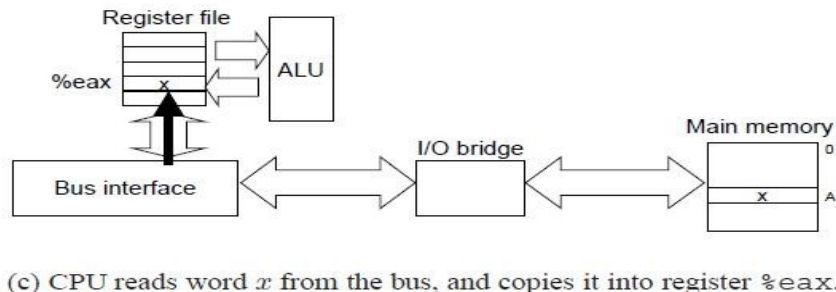 Register file
ALU
%eax
x
Main memory
I/O bridge
0
Bus interface
x
A
(c) CPU reads word x from the bus, and copies it into register %eax.